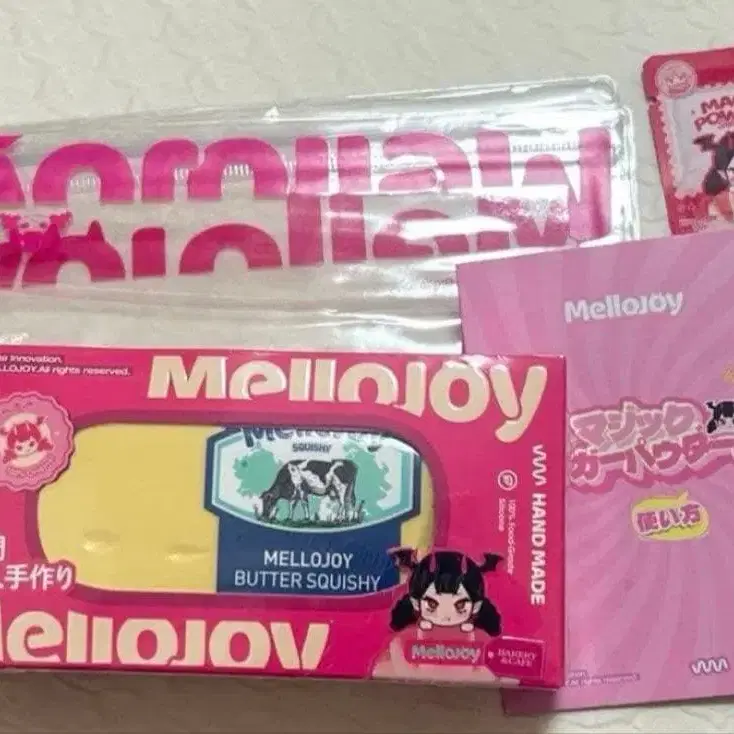 Mellojoy
Mellojoy
MA
POW
Mellojoy
マジック
ガーパウダー
使い方
e Innovation.
LLOJOY.All rights reserved.
Mellojoy
SQUISHY
MELLOJOY
BUTTER SQUISHY
HAND MADE
100% Food-Grade
Silicone
手作り
Mellojoy
Mellojoy
BAKERY
&CAFE